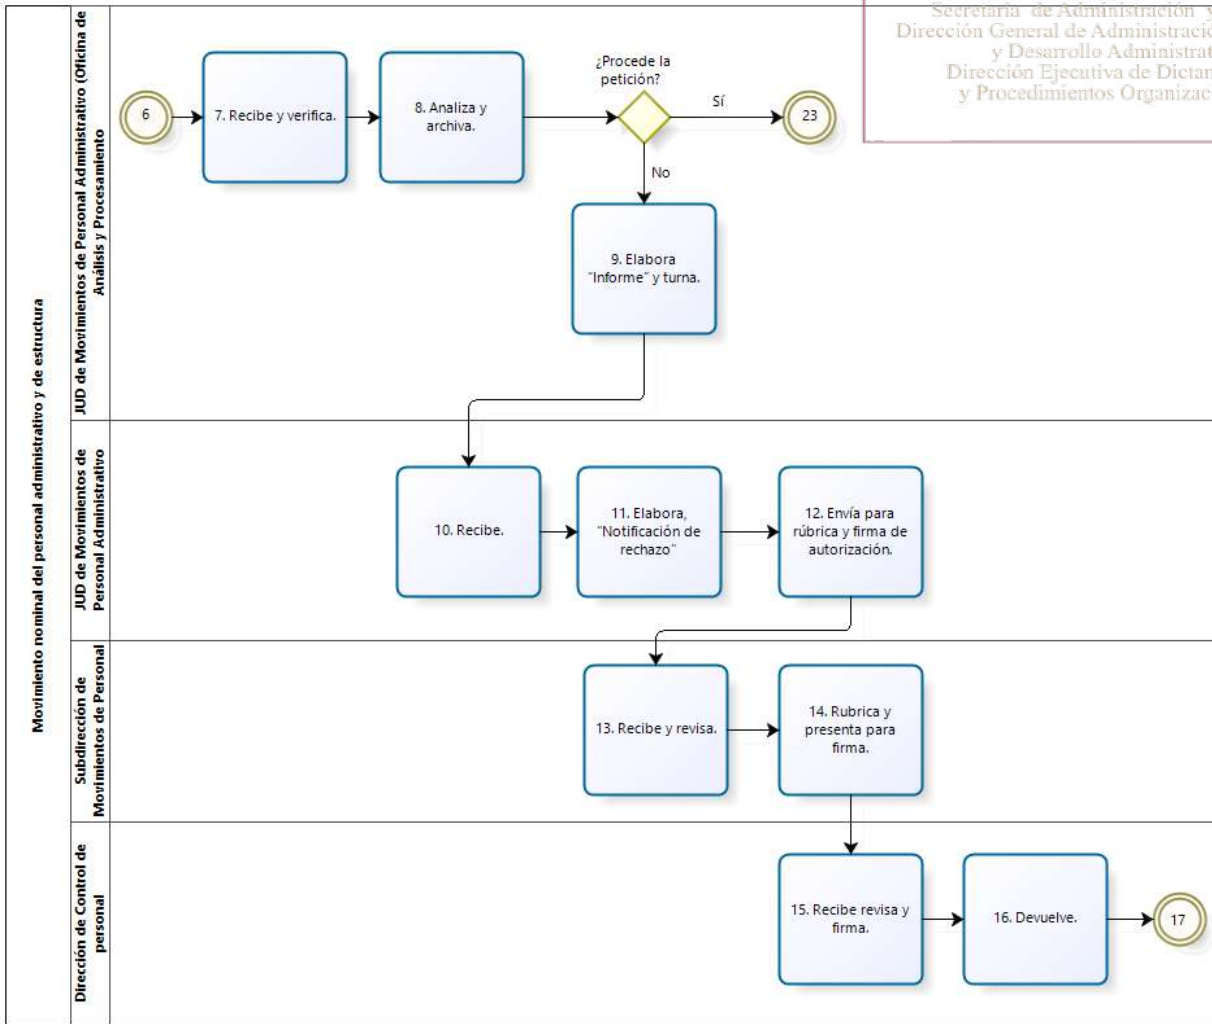 Secretaría de Administración y
Dirección General de Administració
y Desarrollo Administrat
Dirección Ejecutiva de Dictan
y Procedimientos Organizac
Movimiento nominal del personal administrativo y de estructura
JUD de Movimientos de Personal Administrativo (Oficina de
Análisis y Procesamiento
6
7. Recibe y verifica.
8. Analiza y
archiva.
¿Procede la
petición?
Sí
23
No
9. Elabora
“Informe” y turna.
JUD de Movimientos de
Personal Administrativo
10. Recibe.
11. Elabora,
“Notificación de
rechazo”
12. Envía para
rúbrica y firma de
autorización.
Subdirección de
Movimientos de Personal
13. Recibe y revisa.
14. Rubrica y
presenta para
firma.
Dirección de Control de
personal
15. Recibe revisa y
firma.
16. Devuelve.
17